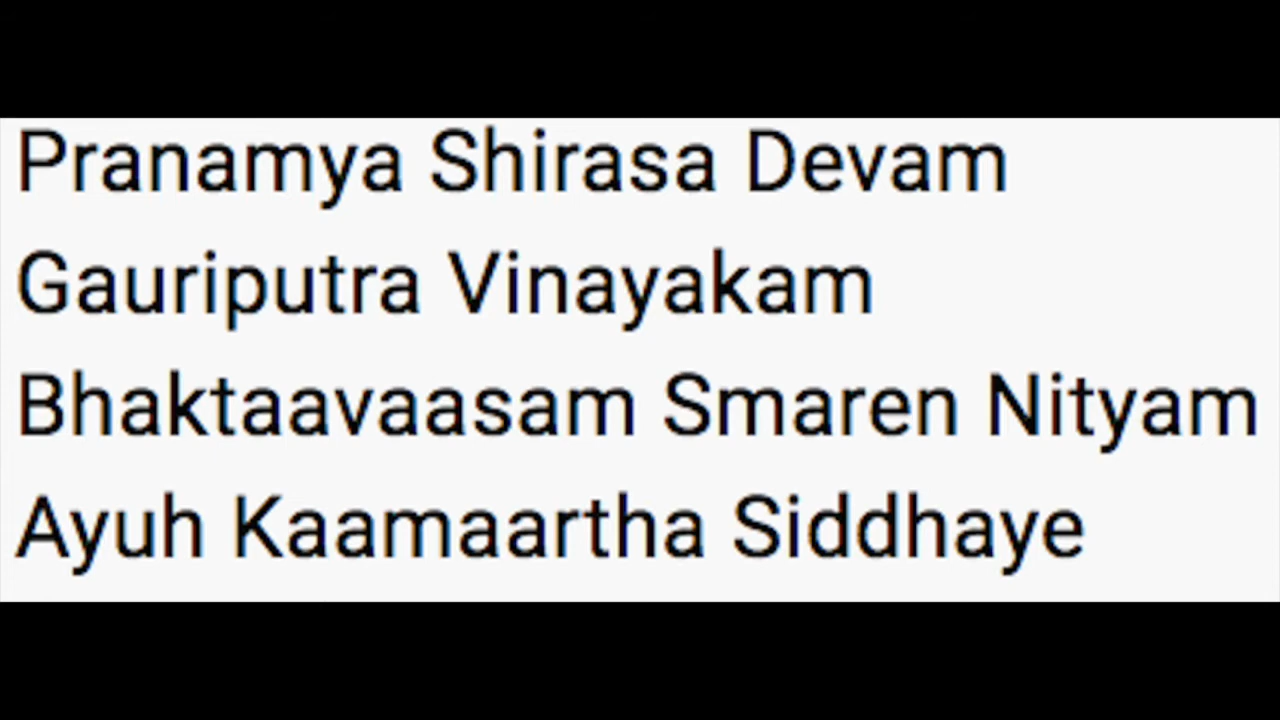 Pranamya Shirasa Devam
Gauriputra Vinayakam
Bhaktaavaasam Smaren Nityam
Ayuh Kaamaartha Siddhaye